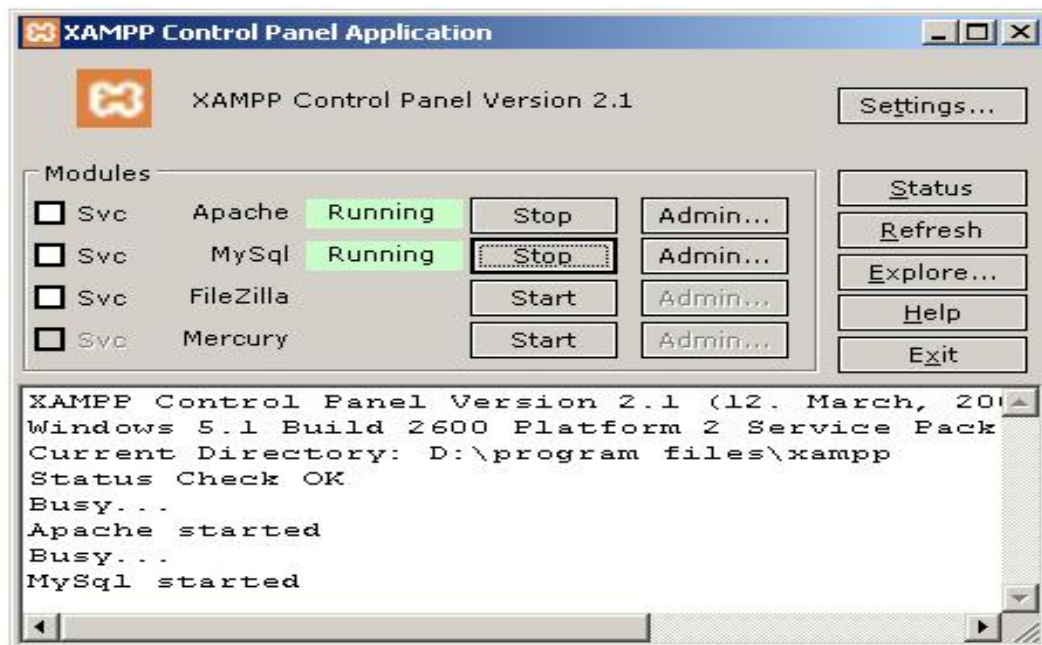 XAMPP Control Panel Application
XAMPP Control Panel Version 2.1
Settings...
Modules
Svc Apache Running Stop Admin...
Svc MySql Running Stop Admin...
Svc FileZilla Start Admin...
Svc Mercury Start Admin...
Status
Refresh
Explore...
Help
Exit
XAMPP Control Panel Version 2.1 (12. March,
Windows 5.1 Build 2600 Platform 2 Service Pack
Current Directory: D:\program files\xampp
Status Check OK
Busy...
Apache started
Busy...
MySql started